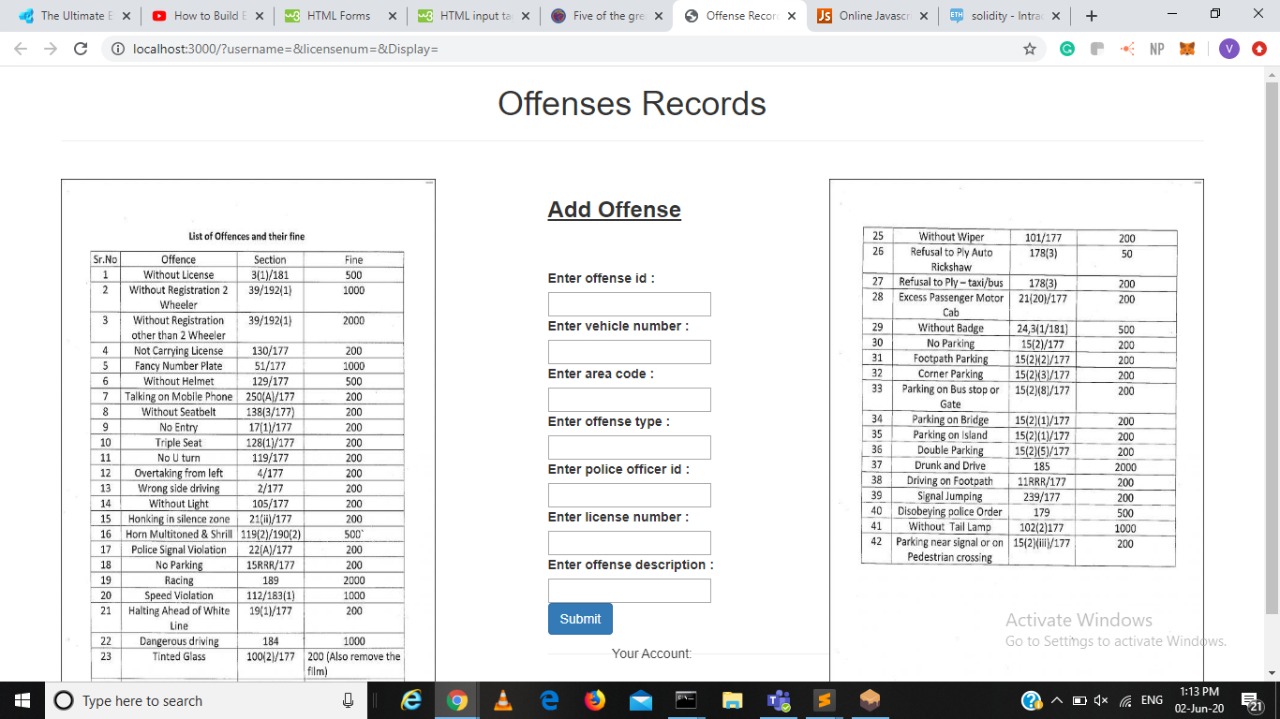 The Ultimate E
How to Build E
HTML Forms
HTML input ta
Five of the gre
Offense Recor
Online Javascr
solidity - Intrac
localhost:3000/?username=&licensenum=&Display=
NP
V
Offenses Records
List of Offences and their fine
Sr.No Offence Section Fine
1 Without License 3(1)/181 500
2 Without Registration 2 Wheeler 39/192(1) 1000
3 Without Registration other than 2 Wheeler 39/192(1) 2000
4 Not Carrying License 130/177 200
5 Fancy Number Plate 51/177 1000
6 Without Helmet 129/177 500
7 Talking on Mobile Phone 250(A)/177 200
8 Without Seatbelt 138(3/177) 200
9 No Entry 17(1)/177 200
10 Triple Seat 128(1)/177 200
11 No U turn 119/177 200
12 Overtaking from left 4/177 200
13 Wrong side driving 2/177 200
14 Without Light 105/177 200
15 Honking in silence zone 21(ii)/177 200
16 Horn Multitoned & Shrill 119(2)/190(2) 500
17 Police Signal Violation 22(A)/177 200
18 No Parking 15RRR/177 200
19 Racing 189 2000
20 Speed Violation 112/183(1) 1000
21 Halting Ahead of White Line 19(1)/177 200
22 Dangerous driving 184 1000
23 Tinted Glass 100(2)/177 200 (Also remove the film)
Add Offense
Enter offense id :
Enter vehicle number :
Enter area code :
Enter offense type :
Enter police officer id :
Enter license number :
Enter offense description :
Submit
Your Account:
25 Without Wiper 101/177 200
26 Refusal to Ply Auto Rickshaw 178(3) 50
27 Refusal to Ply – taxi/bus 178(3) 200
28 Excess Passenger Motor Cab 21(20)/177 200
29 Without Badge 24,3(1/181) 500
30 No Parking 15(2)/177 200
31 Footpath Parking 15(2)(2)/177 200
32 Corner Parking 15(2)(3)/177 200
33 Parking on Bus stop or Gate 15(2)(8)/177 200
34 Parking on Bridge 15(2)(1)/177 200
35 Parking on Island 15(2)(1)/177 200
36 Double Parking 15(2)(5)/177 200
37 Drunk and Drive 185 2000
38 Driving on Footpath 11RRR/177 200
39 Signal Jumping 239/177 200
40 Disobeying police Order 179 500
41 Without Tail Lamp 102(2)177 1000
42 Parking near signal or on Pedestrian crossing 15(2)(iii)/177 200
Activate Windows
Go to Settings to activate Windows.
Type here to search
ENG
1:13 PM
02-Jun-20
21